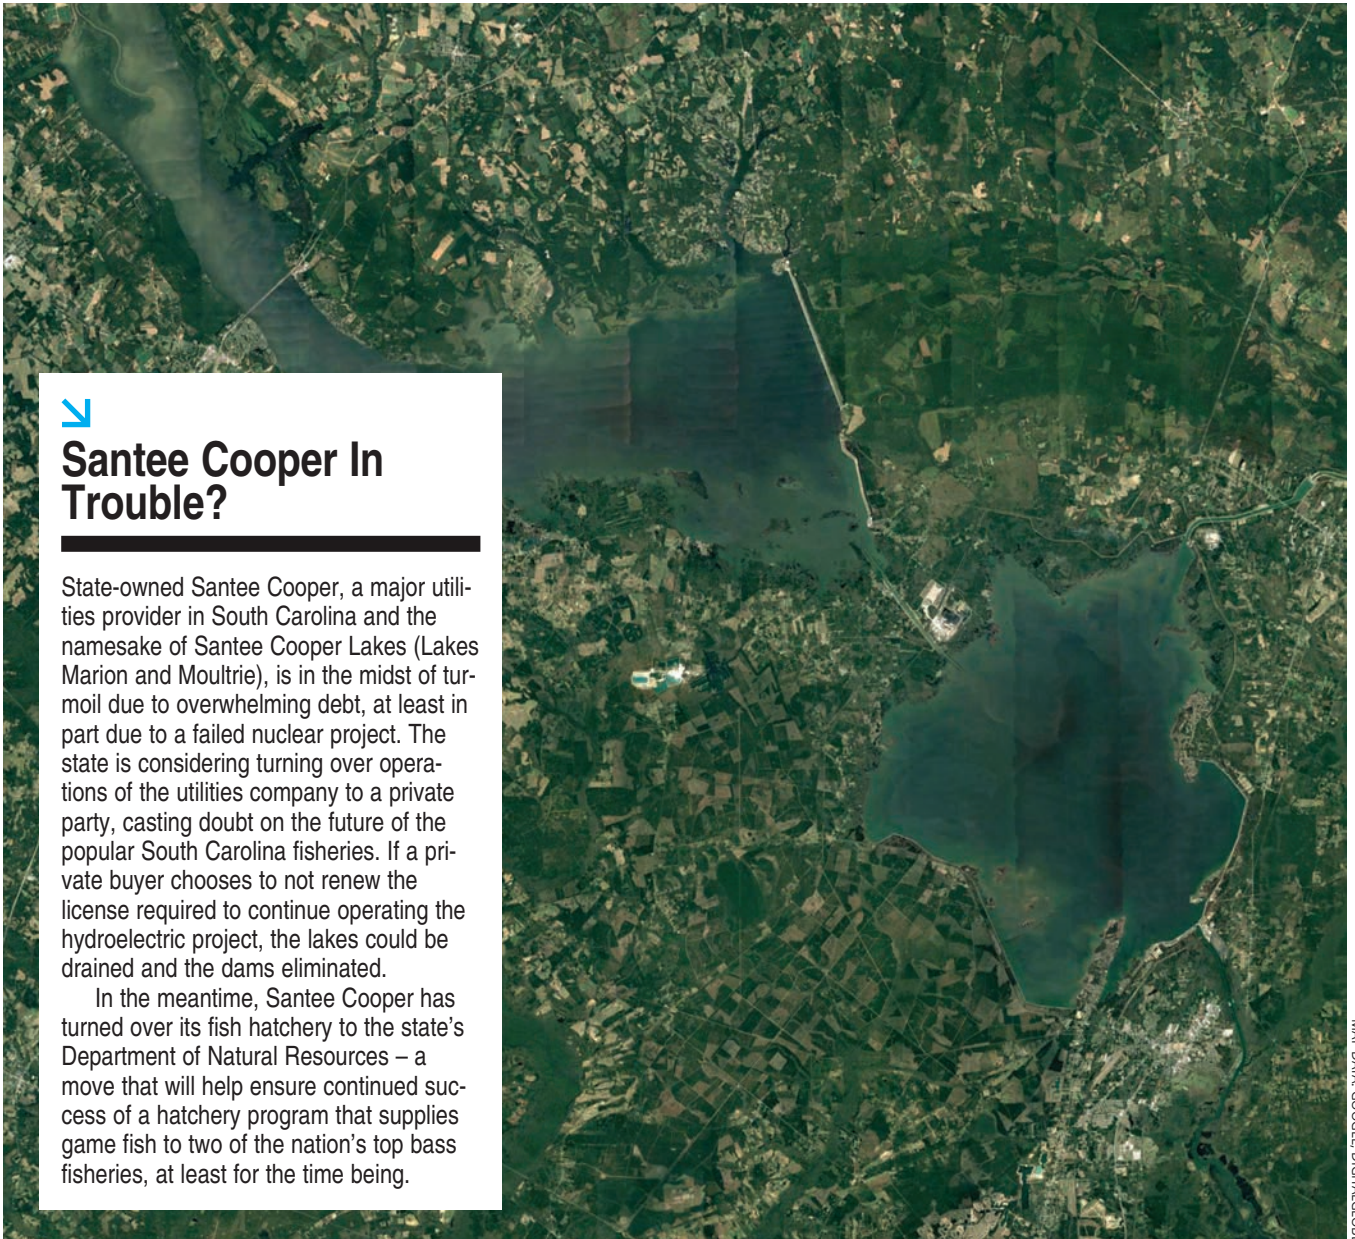 Santee Cooper In
Trouble?
State-owned Santee Cooper, a major utili-
ties provider in South Carolina and the
namesake of Santee Cooper Lakes (Lakes
Marion and Moultrie), is in the midst of tur-
moil due to overwhelming debt, at least in
part due to a failed nuclear project. The
state is considering turning over opera-
tions of the utilities company to a private
party, casting doubt on the future of the
popular South Carolina fisheries. If a pri-
vate buyer chooses to not renew the
license required to continue operating the
hydroelectric project, the lakes could be
drained and the dams eliminated.
In the meantime, Santee Cooper has
turned over its fish hatchery to the state’s
Department of Natural Resources – a
move that will help ensure continued suc-
cess of a hatchery program that supplies
game fish to two of the nation’s top bass
fisheries, at least for the time being.